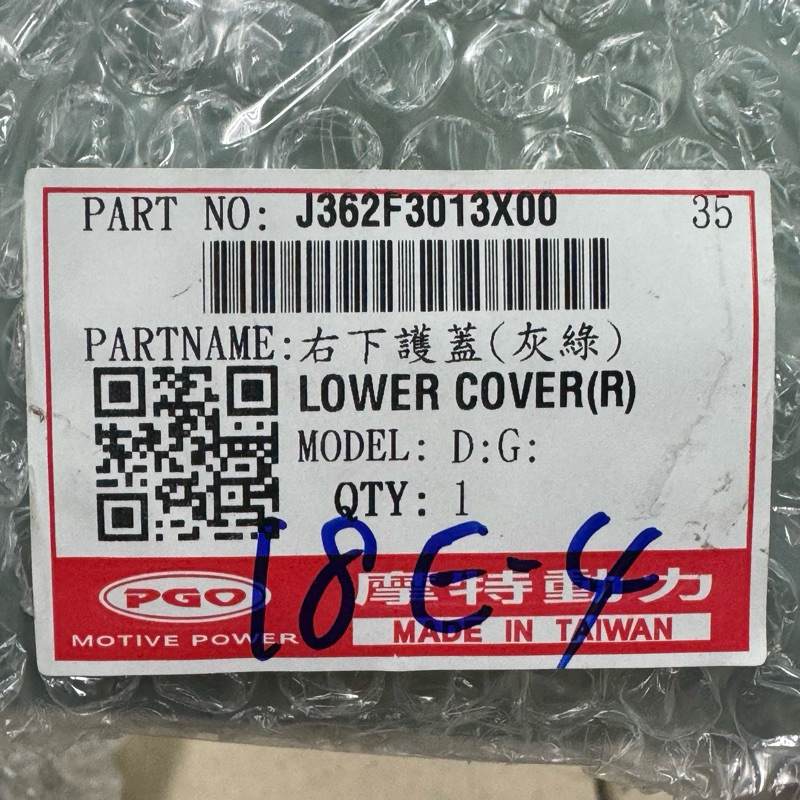 PART NO: J362F3013X00 35
PARTNAME:右下護蓋(灰綠)
LOWER COVER(R)
MODEL: D:G:
QTY: 1
18E-4
PGO 摩特動力
MOTIVE POWER MADE IN TAIWAN